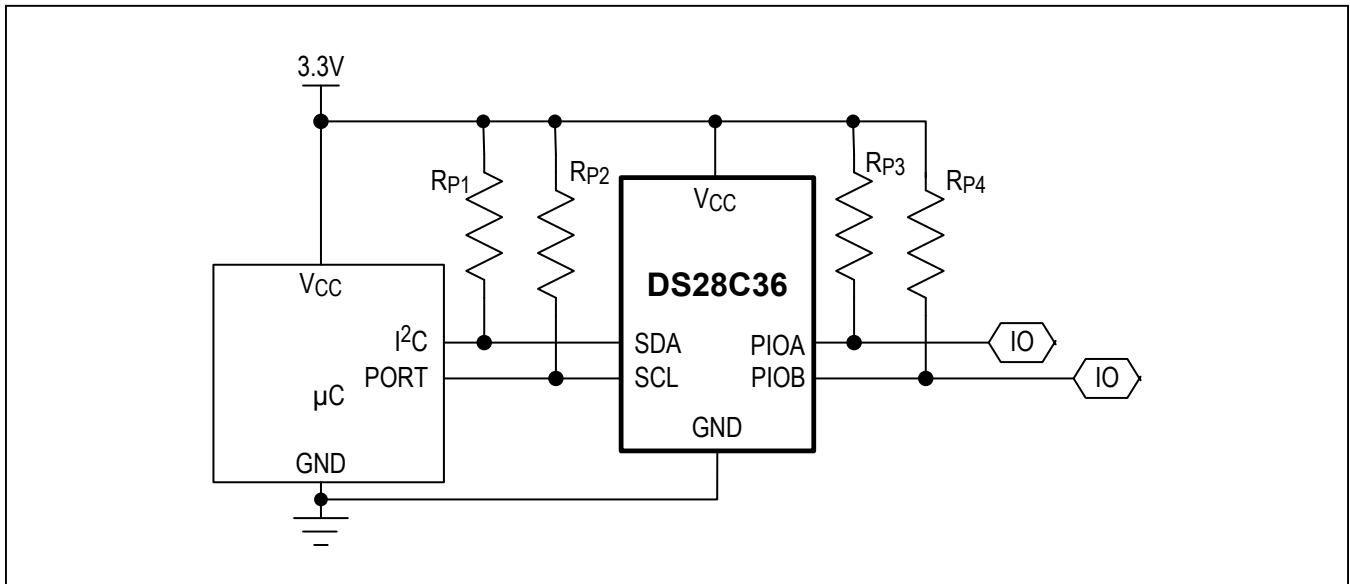 3.3V
RP1
RP2
RP3
RP4
VCC
DS28C36
VCC
I²C
PORT
µC
GND
SDA
SCL
PIOA
PIOB
GND
IO
IO